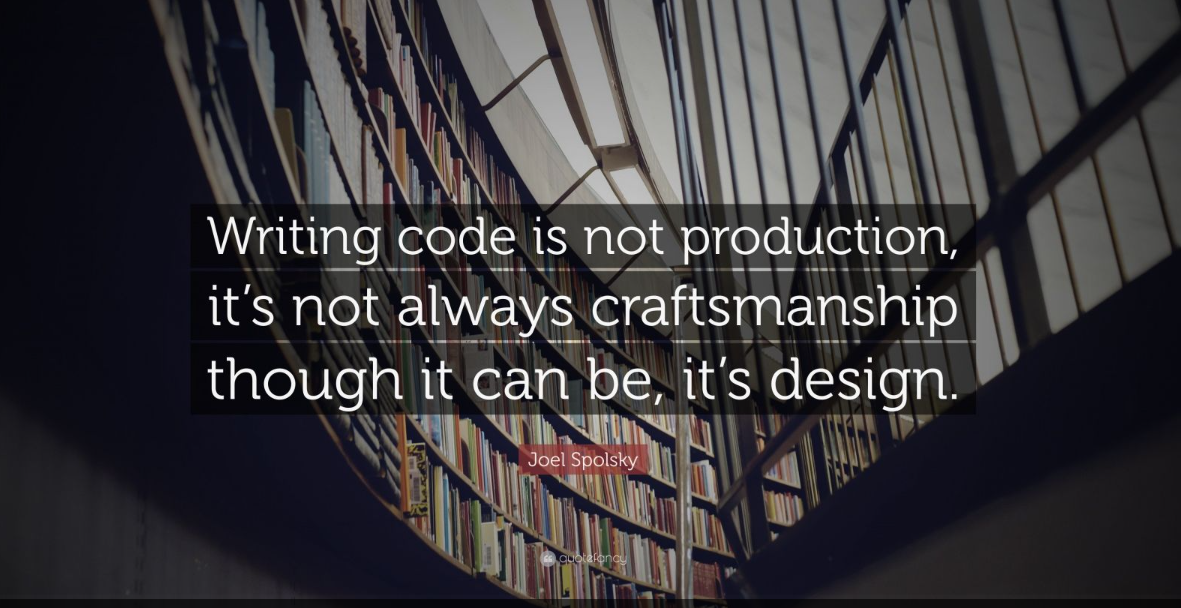 Writing code is not production,
it's not always craftsmanship
though it can be, it's design.
Joel Spolsky
quotefancy